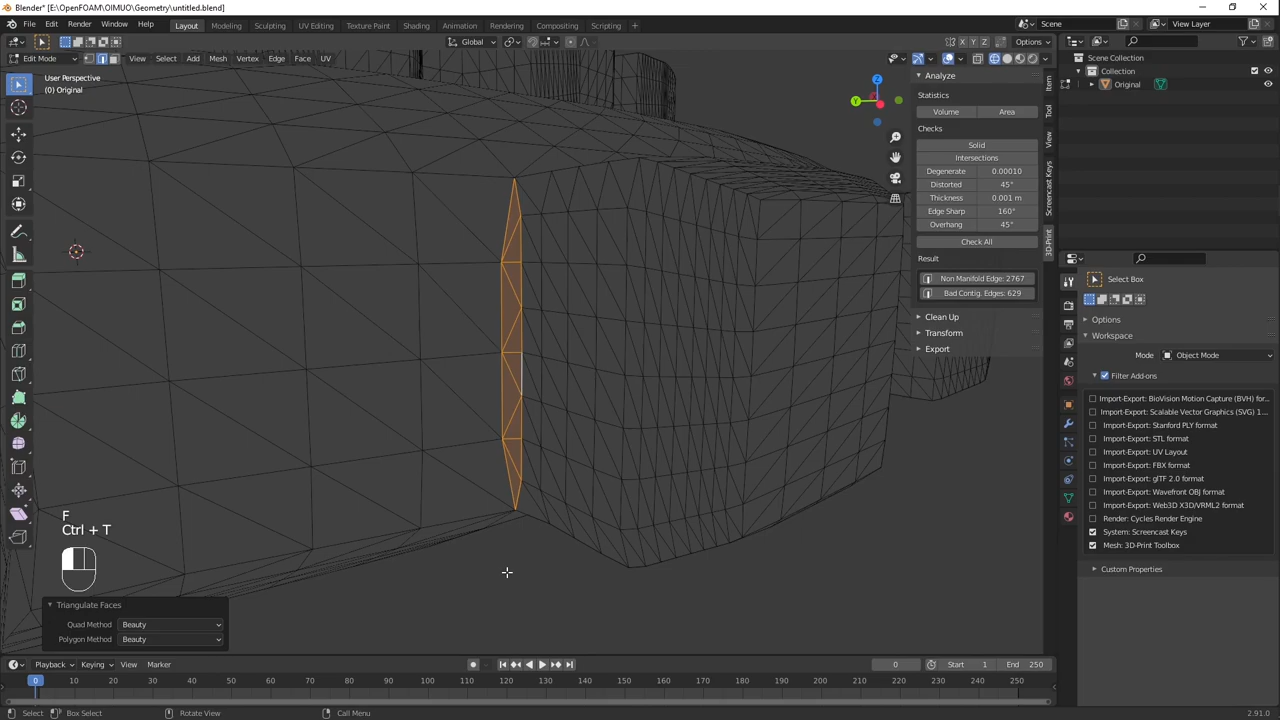 Blender* [E:\OpenFOAM\OIMUO\Geometry\untitled.blend]
File Edit Render Window Help Layout Modeling Sculpting UV Editing Texture Paint Shading Animation Rendering Compositing Scripting Scene View Layer
Global X Y Z Options
Edit Mode View Select Add Mesh Vertex Edge Face UV
User Perspective
(0) Original
Z
Y
Analyze
Statistics
Volume Area
Checks
Solid
Intersections
Degenerate 0.00010
Distorted 45°
Thickness 0.001 m
Edge Sharp 160°
Overhang 45°
Check All
Result
Non Manifold Edge: 2767
Bad Contig. Edges: 629
Clean Up
Transform
Export
Item
Tool
View
Screencast Keys
3D-Print
Scene Collection
Collection
Original
Select Box
Options
Workspace
Mode Object Mode
Filter Add-ons
Import-Export: BioVision Motion Capture (BVH) for...
Import-Export: Scalable Vector Graphics (SVG) 1....
Import-Export: Stanford PLY format
Import-Export: STL format
Import-Export: UV Layout
Import-Export: FBX format
Import-Export: glTF 2.0 format
Import-Export: Wavefront OBJ format
Import-Export: Web3D X3D/VRML2 format
Render: Cycles Render Engine
System: Screencast Keys
Mesh: 3D-Print Toolbox
Custom Properties
F
Ctrl + T
Triangulate Faces
Quad Method Beauty
Polygon Method Beauty
Playback Keying View Marker 0 Start 1 End 250
0 10 20 30 40 50 60 70 80 90 100 110 120 130 140 150 160 170 180 190 200 210 220 230 240 250
Select Box Select Rotate View Call Menu 2.91.0